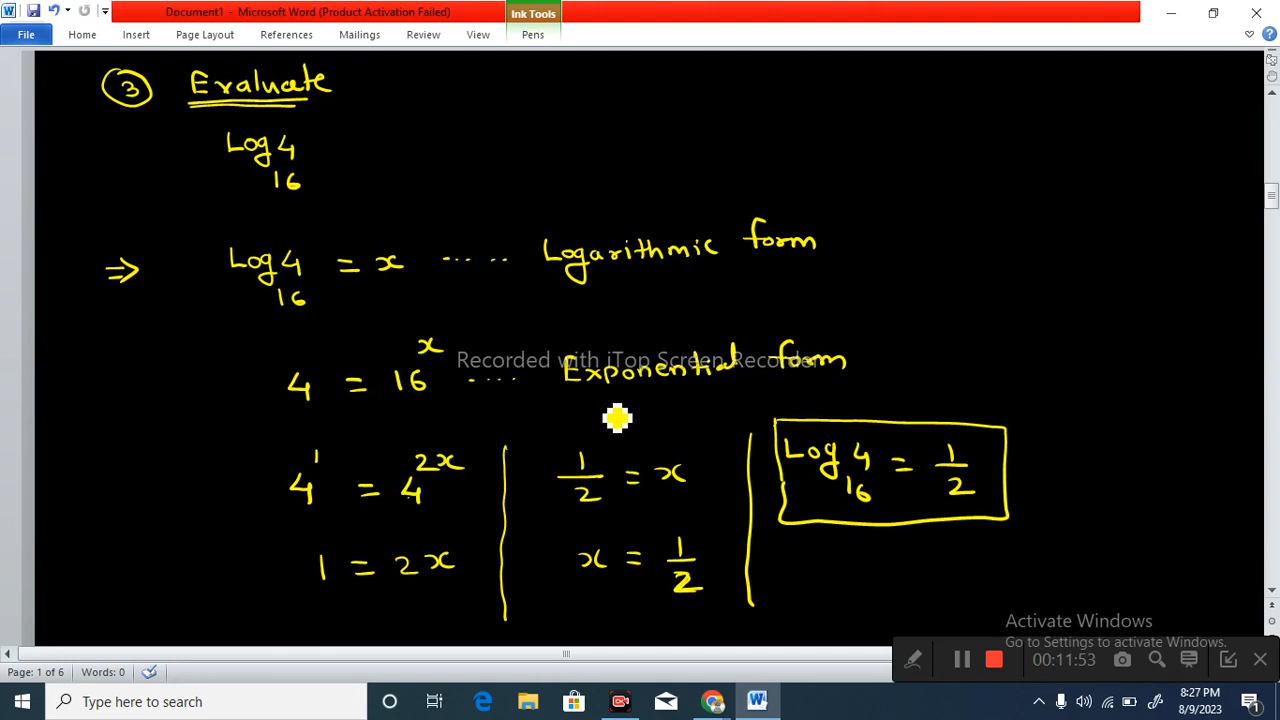 Document1 - Microsoft Word (Product Activation Failed)
Ink Tools
File Home Insert Page Layout References Mailings Review View Pens
3 Evaluate
Log 4
16
⇒ Log 4 = x ...... Logarithmic form
16
4 = 16^x .... Exponential form
Recorded with iTop Screen Recorder
4^1 = 4^2x
1 = 2x
1/2 = x
x = 1/2
Log 4 = 1/2
16
Activate Windows
Go to Settings to activate Windows.
00:11:53
Page: 1 of 6 Words: 0
Type here to search
8:27 PM
8/9/2023
1